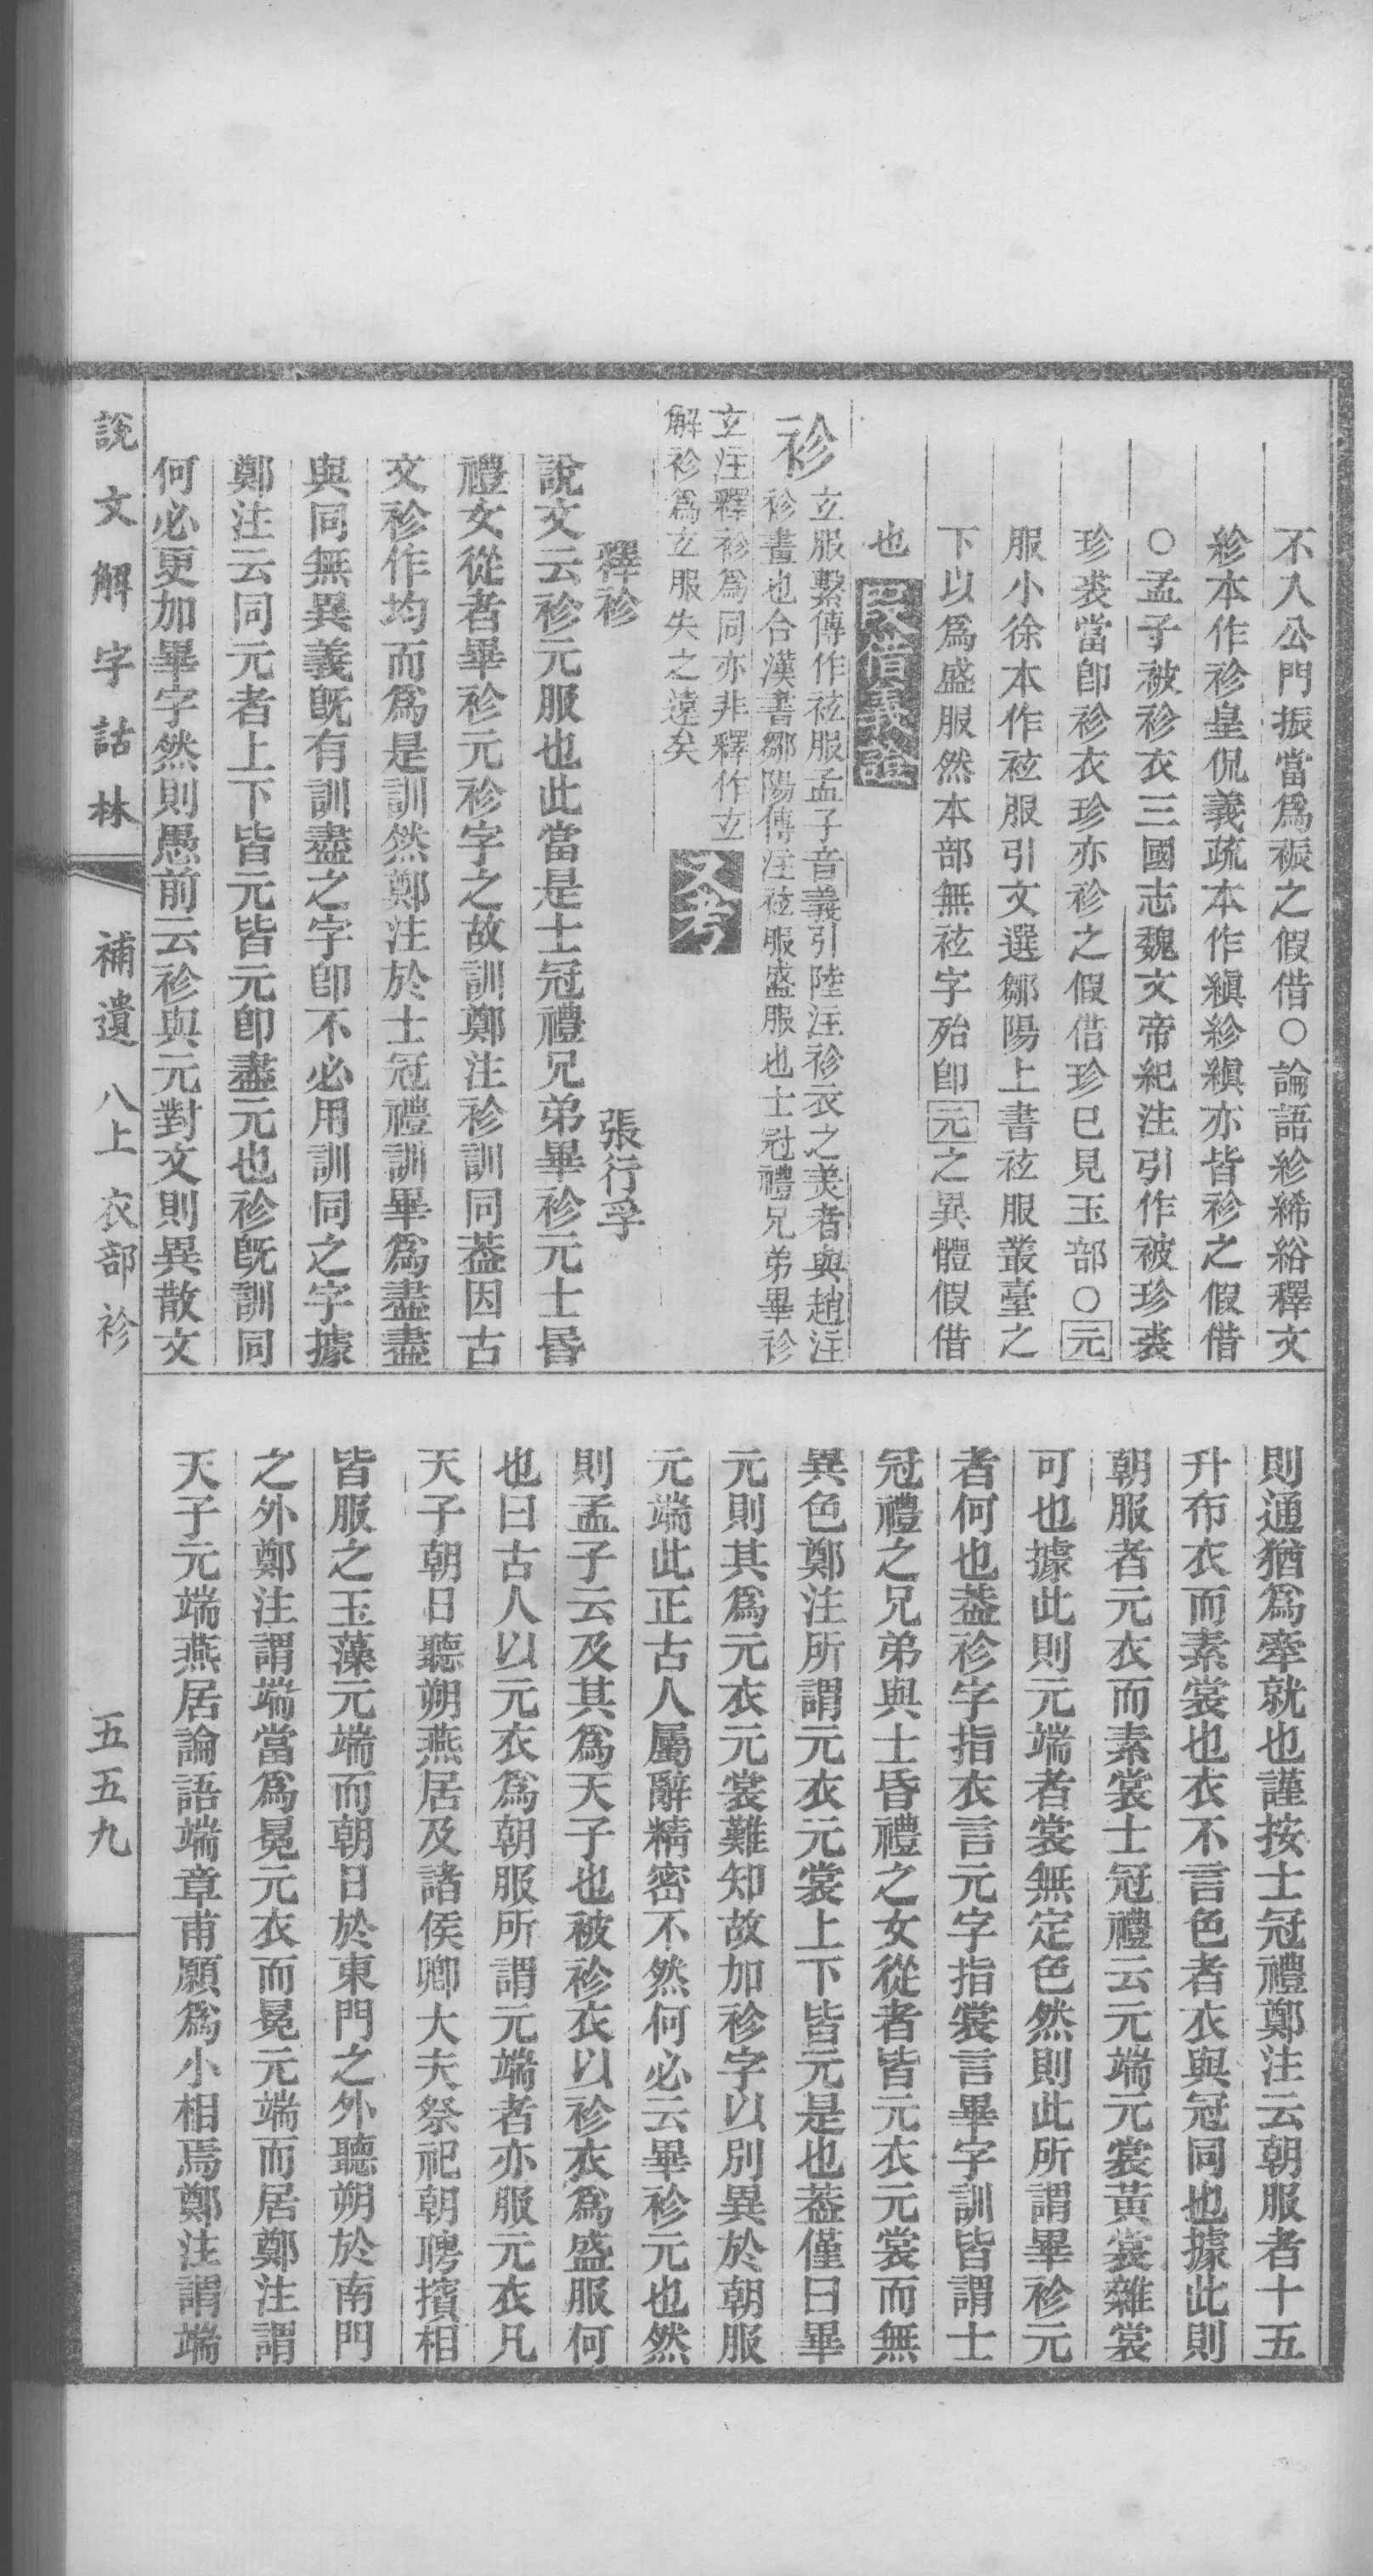 不入公門振當爲裖之假借○論語紾絺綌釋文
紾本作袗皇侃義疏本作縝紾縝亦皆袗之假借
○孟子被袗衣三國志魏文帝紀注引作被珍裘
珍裘當卽袗衣珍亦袗之假借珍巳見玉部○元
服小徐本作袨服引文選鄒陽上書袨服叢臺之
下以爲盛服然本部無袨字殆卽元之異體假借
也
袗
玄服繫傳作袨服孟子音義引陸注袗衣之美者與趙注
袗畫也合漢書鄒陽傳注袨服盛服也士冠禮兄弟畢袗
玄注釋袗爲同亦非釋作玄
解袗爲玄服失之遠矣
釋袗　張行孚
說文云袗元服也此當是士冠禮兄弟畢袗元士昏
禮女從者畢袗元袗字之故訓鄭注袗訓同葢因古
文袗作均而爲是訓然鄭注於士冠禮訓畢爲盡盡
與同無異義旣有訓盡之字卽不必用訓同之字據
鄭注云同元者上下皆元皆元卽盡元也袗旣訓同
何必更加畢字然則愚前云袗與元對文則異散文
則通猶爲牽就也謹按士冠禮鄭注云朝服者十五
升布衣而素裳也衣不言色者衣與冠同也據此則
朝服者元衣而素裳士冠禮云元端元裳黃裳雜裳
可也據此則元端者裳無定色然則此所謂畢袗元
者何也葢袗字指衣言元字指裳言畢字訓皆謂士
冠禮之兄弟與士昏禮之女從者皆元衣元裳而無
異色鄭注所謂元衣元裳上下皆元是也葢僅曰畢
元則其爲元衣元裳難知故加袗字以別異於朝服
元端此正古人屬辭精密不然何必云畢袗元也然
則孟子云及其爲天子也被袗衣以袗衣爲盛服何
也曰古人以元衣爲朝服所謂元端者亦服元衣凡
天子朝日聽朔燕居及諸侯卿大夫祭祀朝聘擯相
皆服之玉藻元端而朝日於東門之外聽朔於南門
之外鄭注謂端當爲冕元衣而冕元端而居鄭注謂
天子元端燕居論語端章甫願爲小相焉鄭注謂端
說文解字詁林　補遺　八上　衣部　袗
五五九